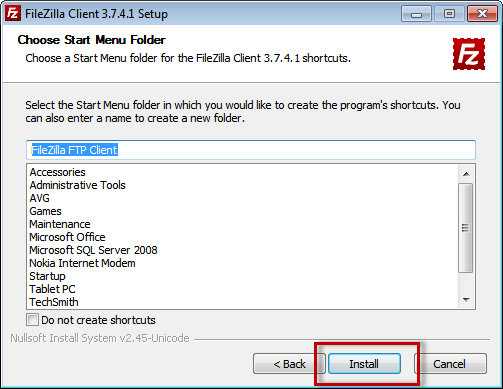 FileZilla Client 3.7.4.1 Setup
Choose Start Menu Folder
Choose a Start Menu folder for the FileZilla Client 3.7.4.1 shortcuts.
Fz
Select the Start Menu folder in which you would like to create the program's shortcuts. You
can also enter a name to create a new folder.
FileZilla FTP Client
Accessories
Administrative Tools
AVG
Games
Maintenance
Microsoft Office
Microsoft SQL Server 2008
Nokia Internet Modem
Startup
Tablet PC
TechSmith
Do not create shortcuts
Nullsoft Install System v2.45-Unicode
< Back Install Cancel